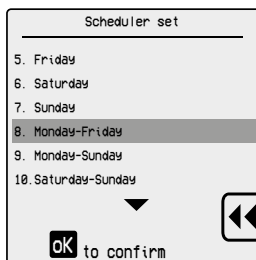 Scheduler set
5. Friday
6. Saturday
7. Sunday
8. Monday-Friday
9. Monday-Sunday
10.Saturday-Sunday
OK to confirm